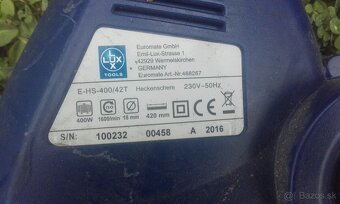 LUX
TOOLS
Euromate GmbH
Emil-Lux-Strasse 1
42929 Wermelskirchen
GERMANY
Euromate Art.-Nr.:468267
E-HS-400/42T Heckenschere 230V~50Hz
400W 1600/min 16 mm 420 mm
S/N: 100232 00458 A 2016
Bazos.sk